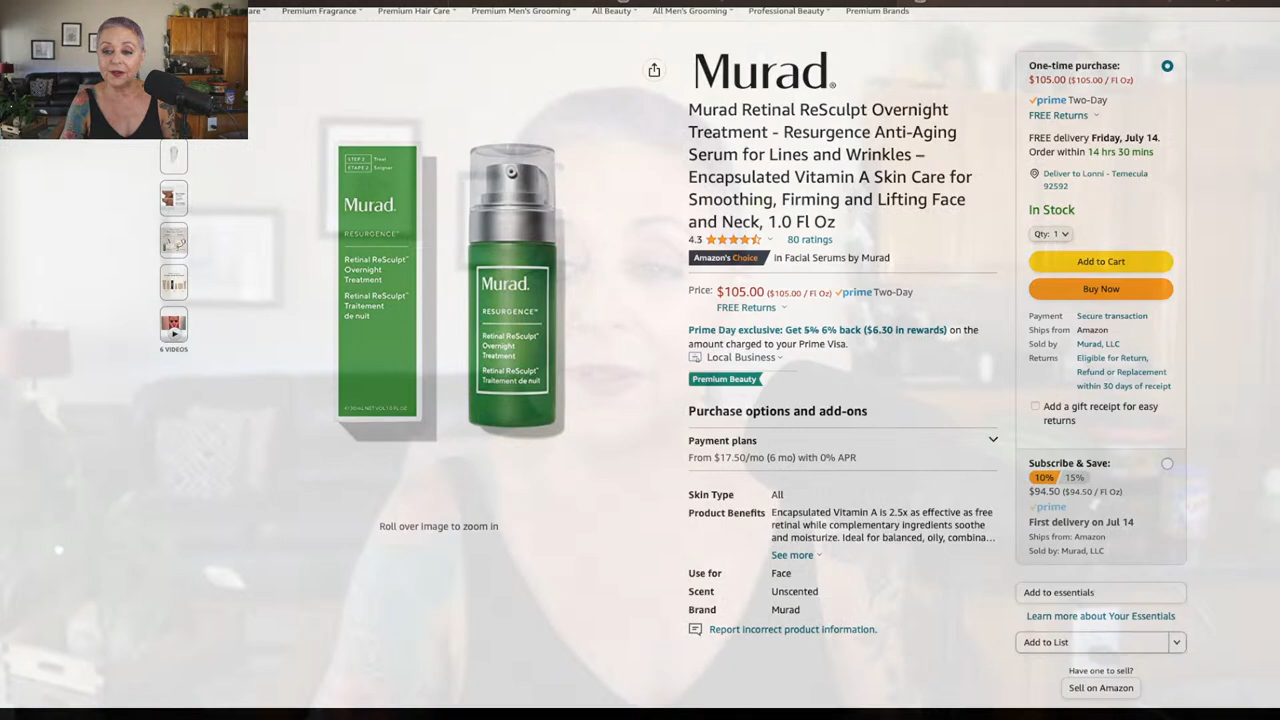 Premium Fragrance
Premium Hair Care
Premium Men's Grooming
All Beauty
All Men's Grooming
Professional Beauty
Premium Brands
6 VIDEOS
STEP 2 Treat
ETAPE 2 Soigner
Murad.
RESURGENCE™
Retinal ReSculpt™
Overnight
Treatment
Retinal ReSculpt™
Traitement
de nuit
Murad.
RESURGENCE™
Retinal ReSculpt™
Overnight
Treatment
Retinal ReSculpt™
Traitement de nuit
Roll over image to zoom in
Murad®
Murad Retinal ReSculpt Overnight
Treatment - Resurgence Anti-Aging
Serum for Lines and Wrinkles –
Encapsulated Vitamin A Skin Care for
Smoothing, Firming and Lifting Face
and Neck, 1.0 Fl Oz
4.3 80 ratings
Amazon's Choice in Facial Serums by Murad
Price: $105.00 ($105.00 / Fl Oz) prime Two-Day
FREE Returns
Prime Day exclusive: Get 5% 6% back ($6.30 in rewards) on the
amount charged to your Prime Visa.
Local Business
Premium Beauty
Purchase options and add-ons
Payment plans
From $17.50/mo (6 mo) with 0% APR
Skin Type All
Product Benefits Encapsulated Vitamin A is 2.5x as effective as free
retinal while complementary ingredients soothe
and moisturize. Ideal for balanced, oily, combina...
See more
Use for Face
Scent Unscented
Brand Murad
Report incorrect product information.
One-time purchase:
$105.00 ($105.00 / Fl Oz)
prime Two-Day
FREE Returns
FREE delivery Friday, July 14.
Order within 14 hrs 30 mins
Deliver to Lonni - Temecula
92592
In Stock
Qty: 1
Add to Cart
Buy Now
Payment Secure transaction
Ships from Amazon
Sold by Murad, LLC
Returns Eligible for Return,
Refund or Replacement
within 30 days of receipt
Add a gift receipt for easy
returns
Subscribe & Save:
10% 15%
$94.50 ($94.50 / Fl Oz)
prime
First delivery on Jul 14
Ships from: Amazon
Sold by: Murad, LLC
Add to essentials
Learn more about Your Essentials
Add to List
Have one to sell?
Sell on Amazon